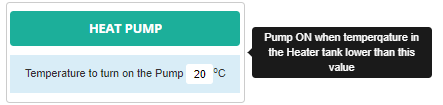 HEAT PUMP
Temperature to turn on the Pump 20 ºC
Pump ON when temperqature in
the Heater tank lower than this
value